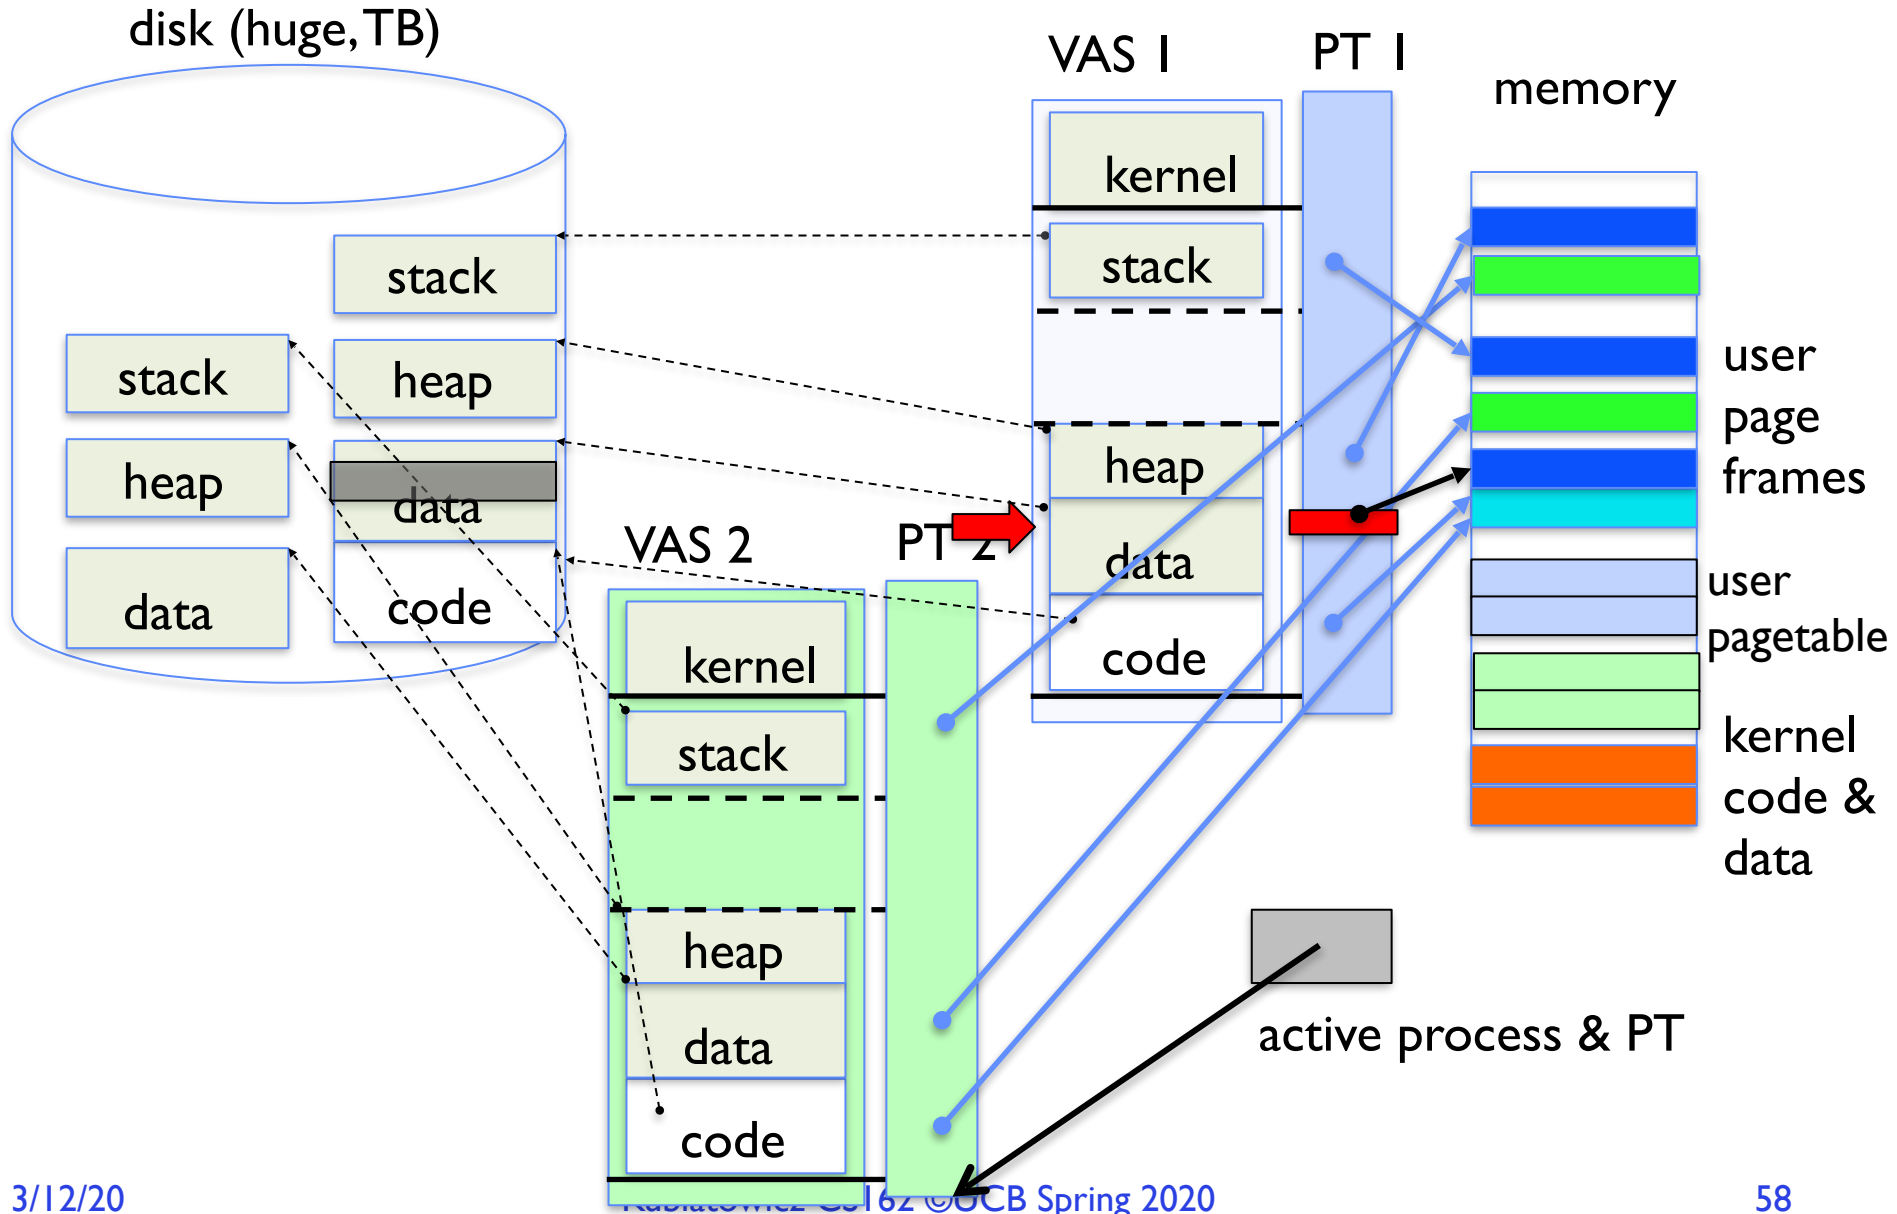 disk (huge, TB)
stack
heap
data
code
stack
heap
data
VAS 1
kernel
stack
heap
data
code
PT 1
VAS 2
kernel
stack
heap
data
code
PT 2
memory
user
page
frames
user
pagetable
kernel
code &
data
active process & PT
3/12/20
Kubiatowicz CS162 ©UCB Spring 2020
58